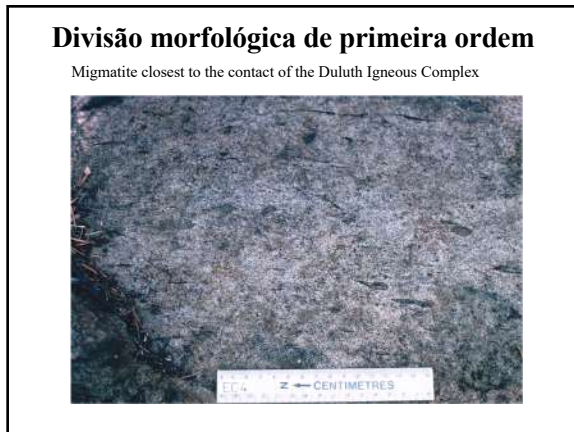 Divisão morfológica de primeira ordem
Migmatite closest to the contact of the Duluth Igneous Complex
EC4 Z ← CENTIMETRES